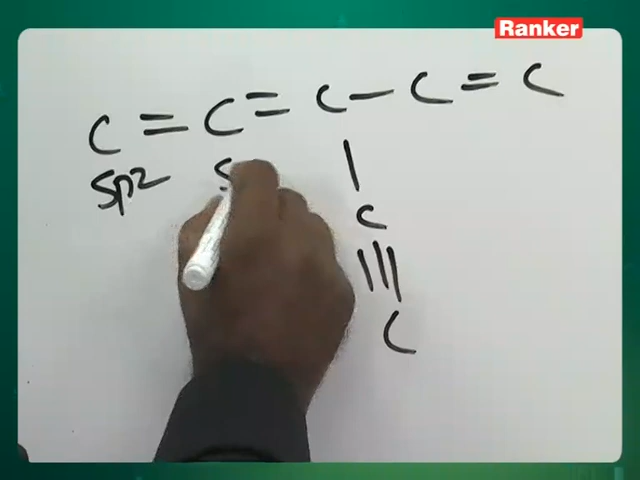 Ranker
C = C = C - C = C
sp2 s
|
C
|||
C